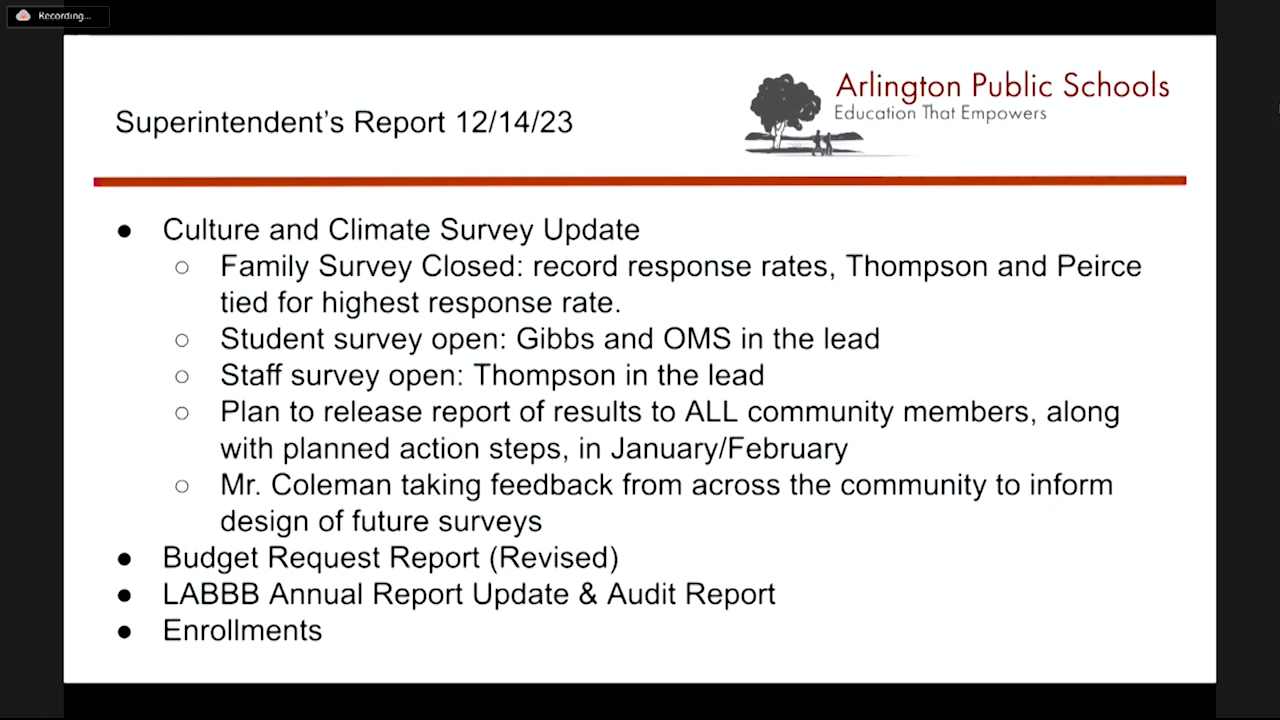 Recording...
Arlington Public Schools
Education That Empowers
Superintendent's Report 12/14/23
● Culture and Climate Survey Update
○ Family Survey Closed: record response rates, Thompson and Peirce
tied for highest response rate.
○ Student survey open: Gibbs and OMS in the lead
○ Staff survey open: Thompson in the lead
○ Plan to release report of results to ALL community members, along
with planned action steps, in January/February
○ Mr. Coleman taking feedback from across the community to inform
design of future surveys
● Budget Request Report (Revised)
● LABBB Annual Report Update & Audit Report
● Enrollments